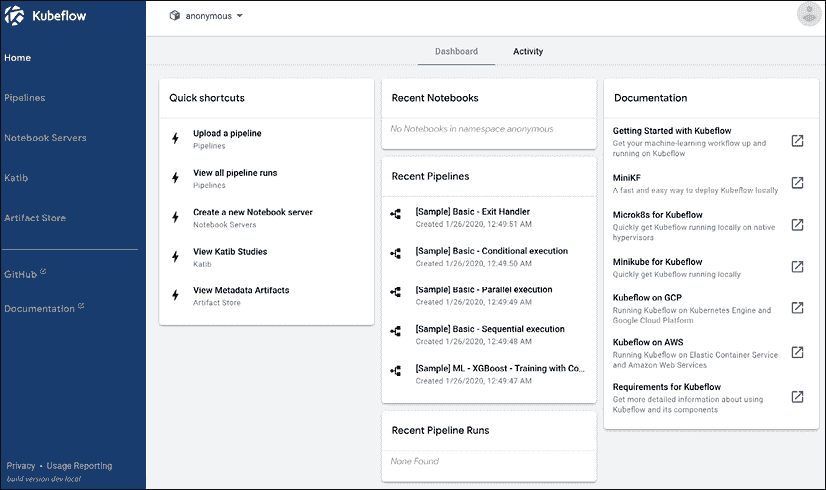 Kubeflow
Home
Pipelines
Notebook Servers
Katib
Artifact Store
GitHub
Documentation
Privacy • Usage Reporting
build version dev local
anonymous
Dashboard
Activity
Quick shortcuts
Upload a pipeline
Pipelines
View all pipeline runs
Pipelines
Create a new Notebook server
Notebook Servers
View Katib Studies
Katib
View Metadata Artifacts
Artifact Store
Recent Notebooks
No Notebooks in namespace anonymous
Recent Pipelines
[Sample] Basic - Exit Handler
Created 1/26/2020, 12:49:51 AM
[Sample] Basic - Conditional execution
Created 1/26/2020, 12:49:50 AM
[Sample] Basic - Parallel execution
Created 1/26/2020, 12:49:49 AM
[Sample] Basic - Sequential execution
Created 1/26/2020, 12:49:48 AM
[Sample] ML - XGBoost - Training with Co...
Created 1/26/2020, 12:49:47 AM
Recent Pipeline Runs
None Found
Documentation
Getting Started with Kubeflow
Get your machine-learning workflow up and
running on Kubeflow
MiniKF
A fast and easy way to deploy Kubeflow locally
Microk8s for Kubeflow
Quickly get Kubeflow running locally on native
hypervisors
Minikube for Kubeflow
Quickly get Kubeflow running locally
Kubeflow on GCP
Running Kubeflow on Kubernetes Engine and
Google Cloud Platform
Kubeflow on AWS
Running Kubeflow on Elastic Container Service
and Amazon Web Services
Requirements for Kubeflow
Get more detailed information about using
Kubeflow and its components